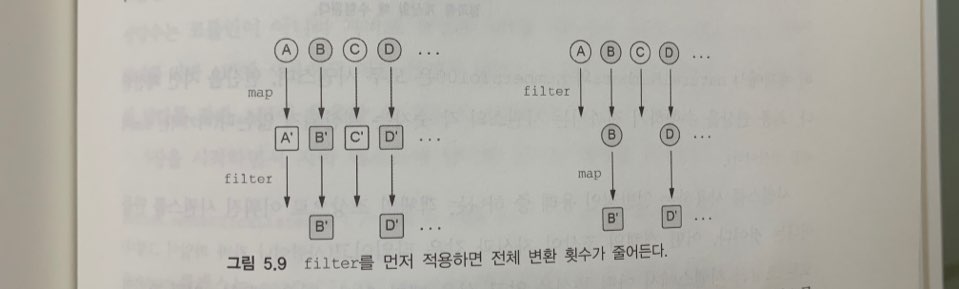 A B C D ...
map
A' B' C' D' ...
filter
B' D' ...
A B C D ...
filter
B D ...
map
B' D' ...
그림 5.9 filter를 먼저 적용하면 전체 변환 횟수가 줄어든다.